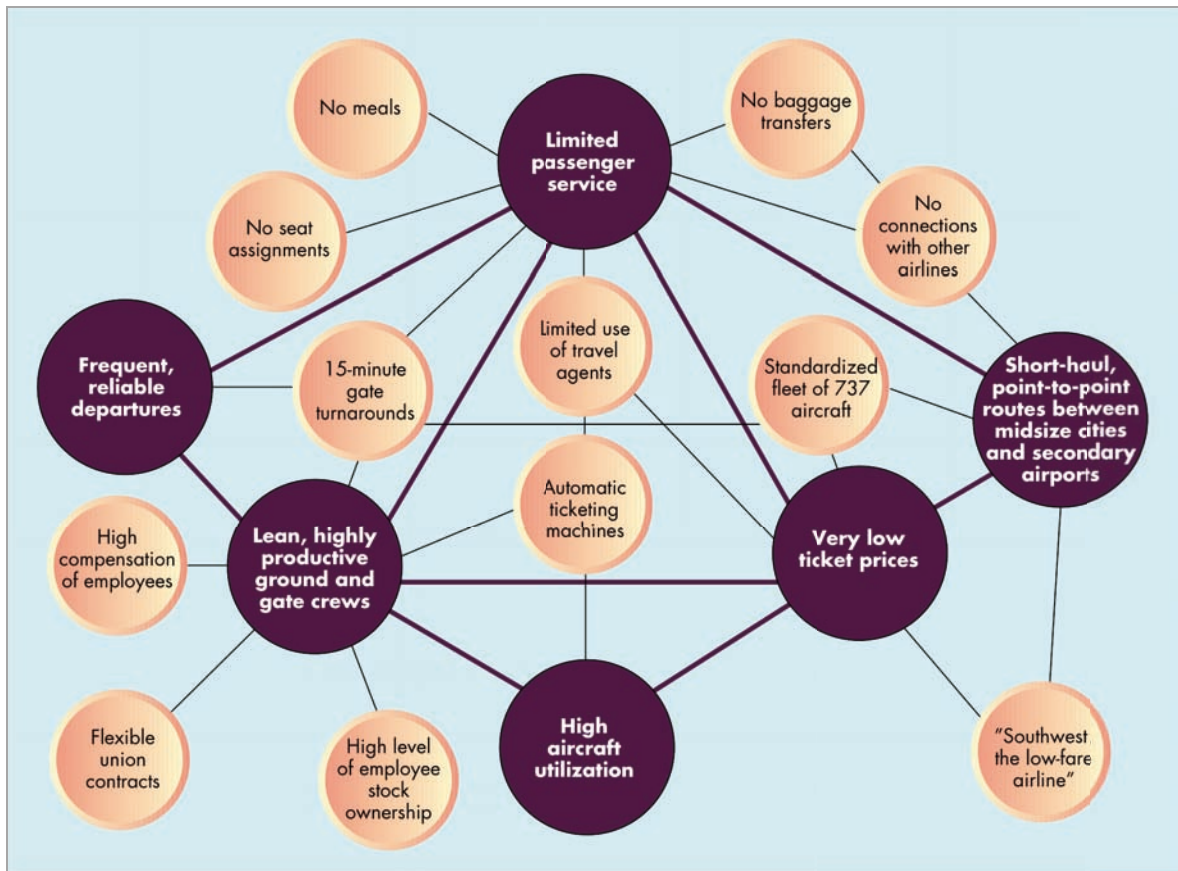 No meals
Limited
passenger
service
No baggage
transfers
No seat
assignments
No
connections
with other
airlines
Frequent,
reliable
departures
15-minute
gate
turnarounds
Limited use
of travel
agents
Standardized
fleet of 737
aircraft
Short-haul,
point-to-point
routes between
midsize cities
and secondary
airports
High
compensation
of employees
Lean, highly
productive
ground and
gate crews
Automatic
ticketing
machines
Very low
ticket prices
Flexible
union
contracts
High level
of employee
stock
ownership
High
aircraft
utilization
"Southwest
the low-fare
airline"